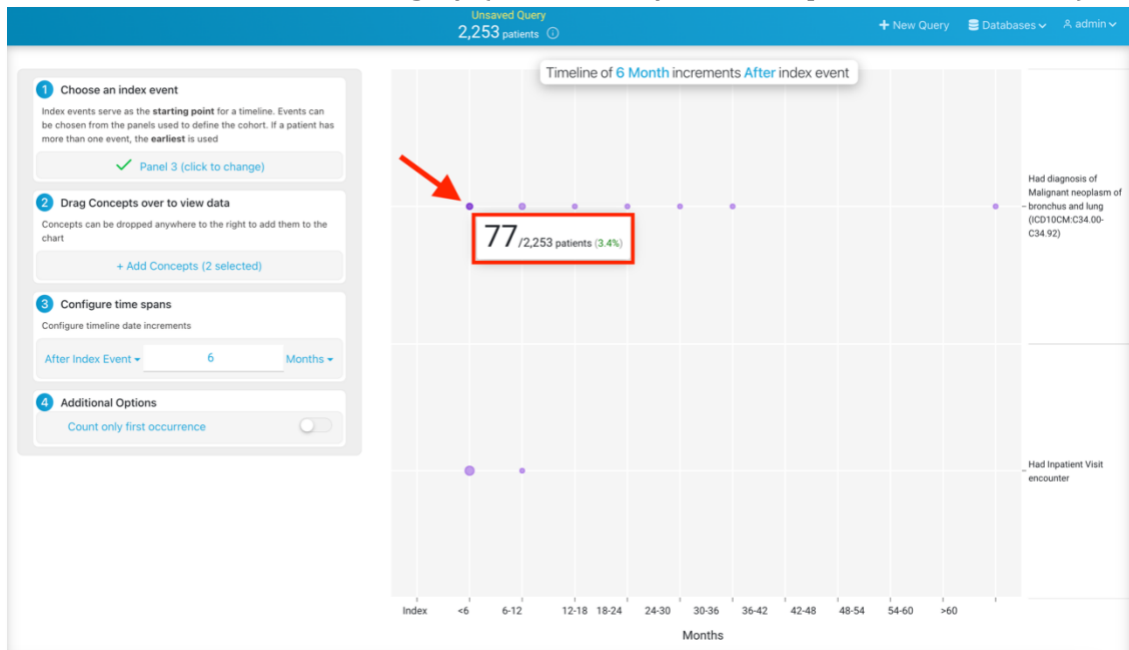 Unsaved Query
2,253 patients
+ New Query
Databases
admin
Timeline of 6 Month increments After index event
1 Choose an index event
Index events serve as the starting point for a timeline. Events can
be chosen from the panels used to define the cohort. If a patient has
more than one event, the earliest is used
Panel 3 (click to change)
2 Drag Concepts over to view data
Concepts can be dropped anywhere to the right to add them to the
chart
+ Add Concepts (2 selected)
3 Configure time spans
Configure timeline date increments
After Index Event 6 Months
4 Additional Options
Count only first occurrence
77/2,253 patients (3.4%)
Had diagnosis of
Malignant neoplasm of
bronchus and lung
(ICD10CM:C34.00-
C34.92)
Had Inpatient Visit
encounter
Index <6 6-12 12-18 18-24 24-30 30-36 36-42 42-48 48-54 54-60 >60
Months